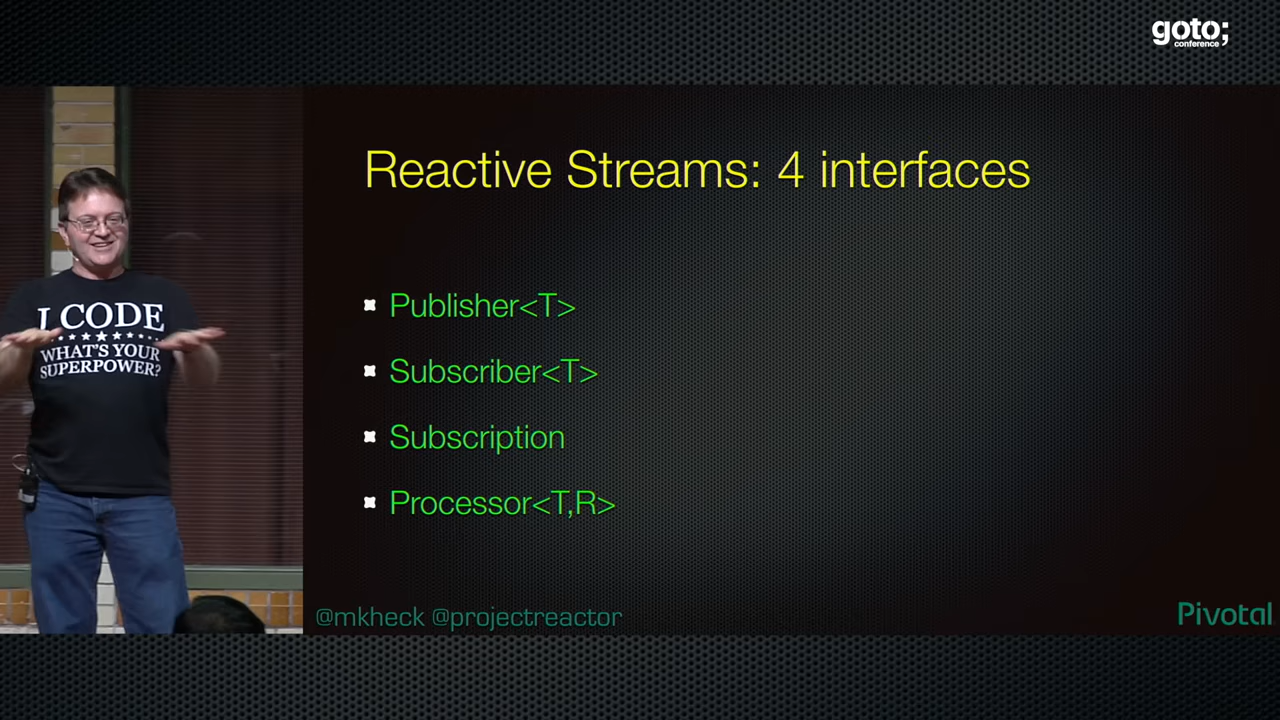 goto;
conference
Reactive Streams: 4 interfaces
Publisher<T>
Subscriber<T>
Subscription
Processor<T,R>
I CODE
WHAT'S YOUR
SUPERPOWER?
@mkheck @projectreactor
Pivotal